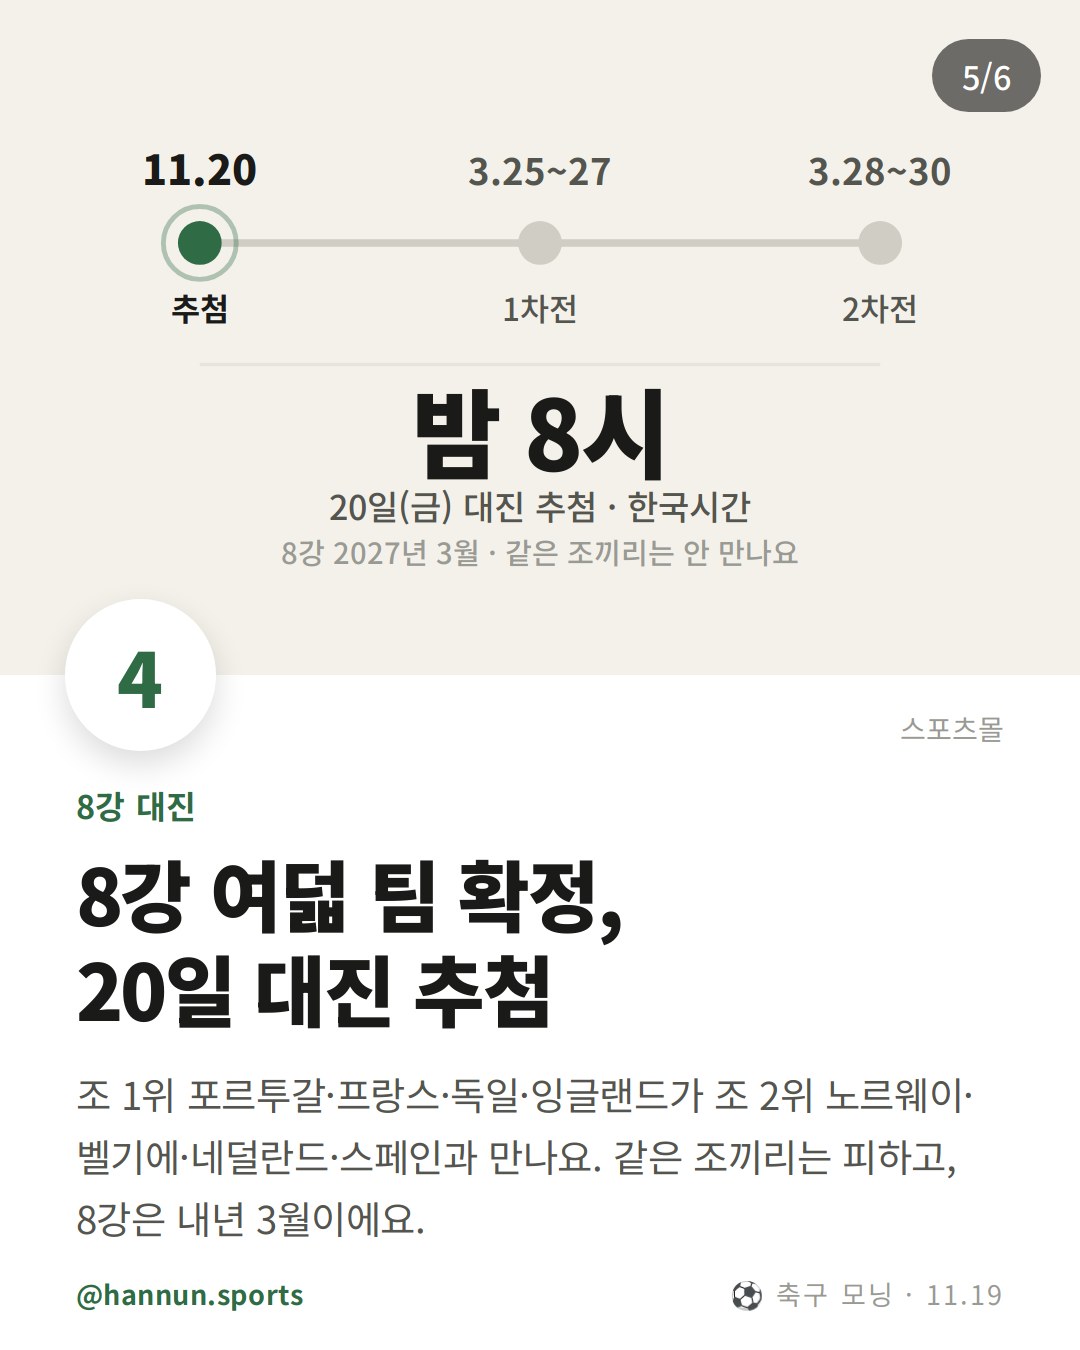 5/6
11.20
3.25~27
3.28~30
추첨
1차전
2차전
밤 8시
20일(금) 대진 추첨 · 한국시간
8강 2027년 3월 · 같은 조끼리는 안 만나요
4
스포츠몰
8강 대진
8강 여덟 팀 확정,
20일 대진 추첨
조 1위 포르투갈·프랑스·독일·잉글랜드가 조 2위 노르웨이·
벨기에·네덜란드·스페인과 만나요. 같은 조끼리는 피하고,
8강은 내년 3월이에요.
@hannun.sports
⚽ 축구 모닝 · 11.19